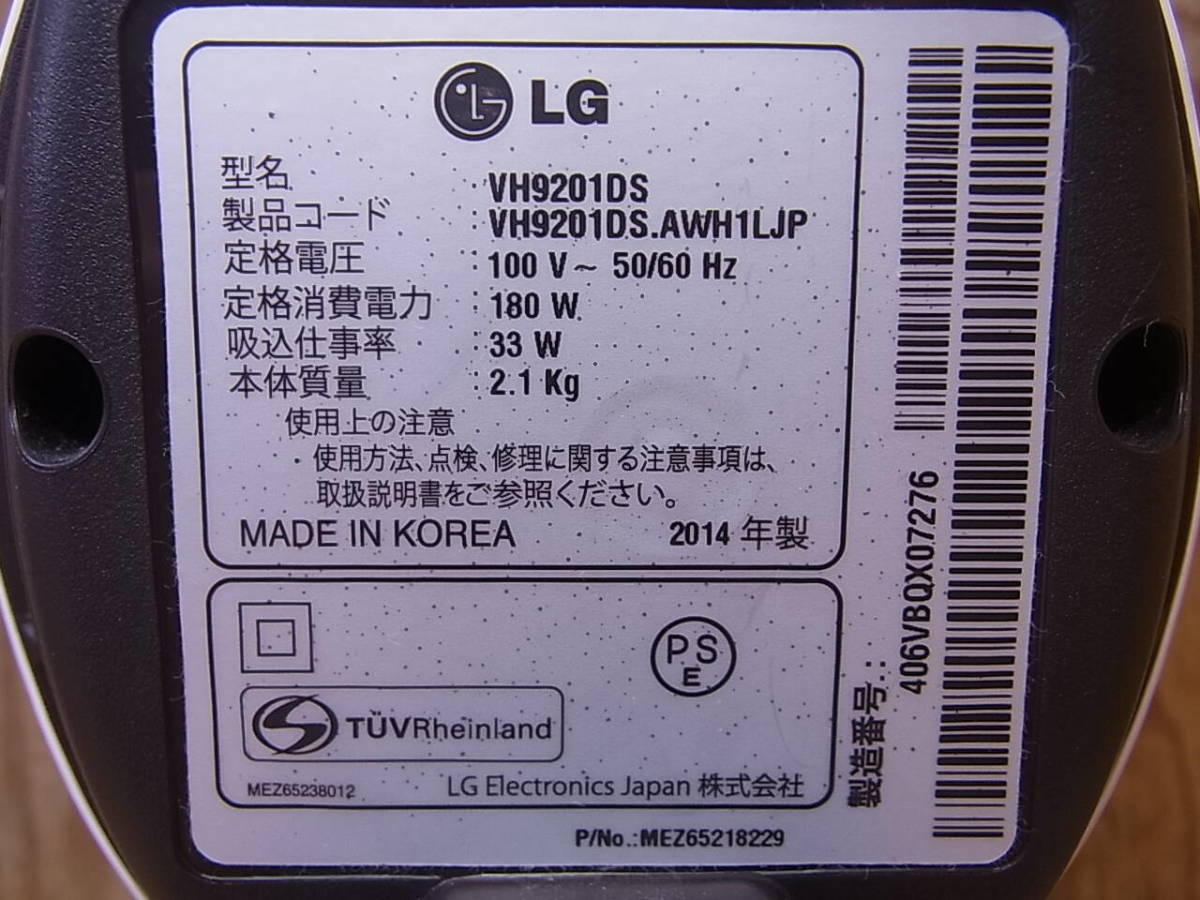 LG
型名 : VH9201DS
製品コード : VH9201DS.AWH1LJP
定格電圧 : 100 V~ 50/60 Hz
定格消費電力 : 180 W
吸込仕事率 : 33 W
本体質量 : 2.1 Kg
使用上の注意
・使用方法、点検、修理に関する注意事項は、
取扱説明書をご参照ください。
MADE IN KOREA 2014 年製
PS
E
TÜVRheinland
MEZ65238012 LG Electronics Japan 株式会社
P/No.:MEZ65218229
製造番号.:
406VBQX07276